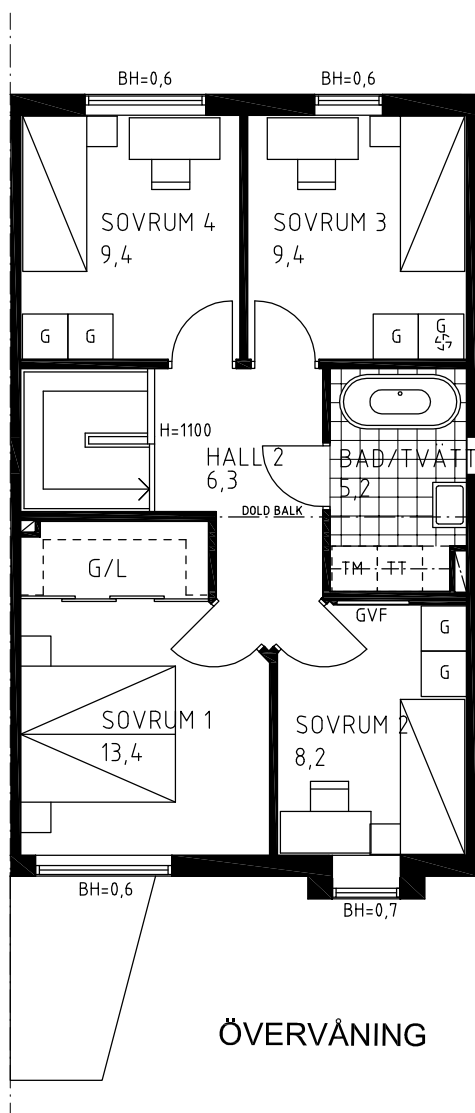 BH=0,6
BH=0,6
SOVRUM 4
9,4
SOVRUM 3
9,4
G
G
G
G
H=1100
HALL 2
6,3
BAD/TVÄTT
5,2
DOLD BALK
G/L
TM
TT
GVF
G
G
SOVRUM 1
13,4
SOVRUM 2
8,2
BH=0,6
BH=0,7
ÖVERVÅNING